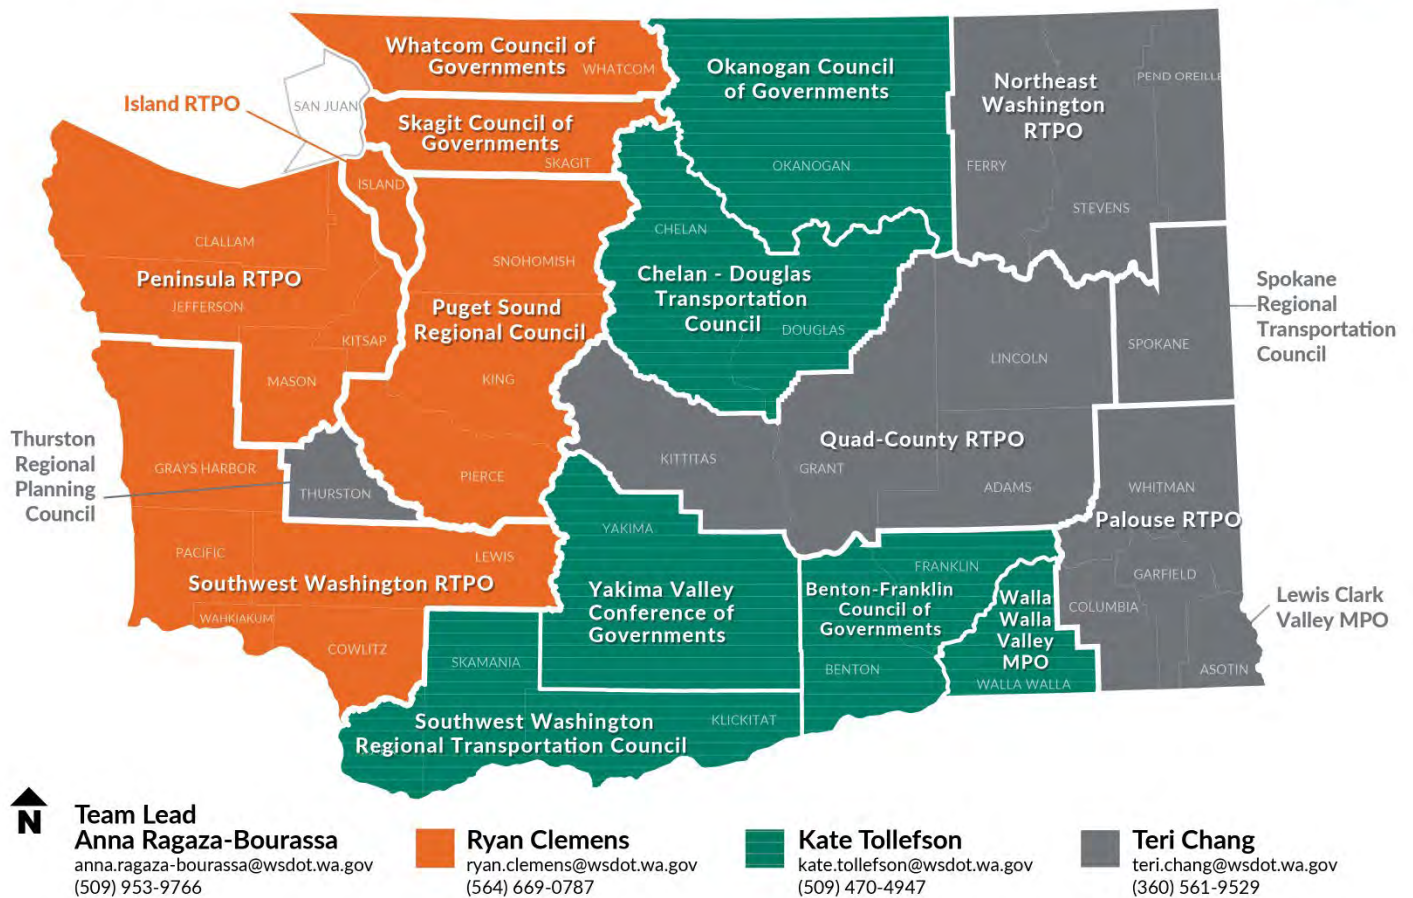 Whatcom Council of
Governments
WHATCOM
Okanogan Council
of Governments
OKANOGAN
Northeast
Washington
RTPO
PEND OREILLE
FERRY
STEVENS
Island RTPO
SAN JUAN
Skagit Council of
Governments
SKAGIT
ISLAND
CLALLAM
Peninsula RTPO
JEFFERSON
KITSAP
MASON
SNOHOMISH
Puget Sound
Regional Council
KING
PIERCE
CHELAN
Chelan - Douglas
Transportation
Council
DOUGLAS
LINCOLN
SPOKANE
Spokane
Regional
Transportation
Council
Thurston
Regional
Planning
Council
GRAYS HARBOR
THURSTON
KITTITAS
Quad-County RTPO
GRANT
ADAMS
WHITMAN
Palouse RTPO
GARFIELD
COLUMBIA
ASOTIN
Lewis Clark
Valley MPO
PACIFIC
LEWIS
Southwest Washington RTPO
WAHKIAKUM
COWLITZ
YAKIMA
Yakima Valley
Conference of
Governments
FRANKLIN
Benton-Franklin
Council of
Governments
BENTON
Walla
Walla
Valley
MPO
WALLA WALLA
SKAMANIA
KLICKITAT
Southwest Washington
Regional Transportation Council
N
Team Lead
Anna Ragaza-Bourassa
anna.ragaza-bourassa@wsdot.wa.gov
(509) 953-9766
Ryan Clemens
ryan.clemens@wsdot.wa.gov
(564) 669-0787
Kate Tollefson
kate.tollefson@wsdot.wa.gov
(509) 470-4947
Teri Chang
teri.chang@wsdot.wa.gov
(360) 561-9529